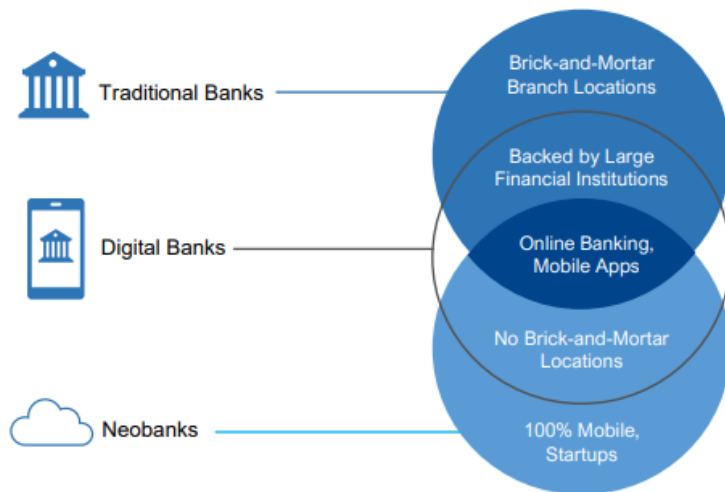 Traditional Banks
Brick-and-Mortar
Branch Locations
Backed by Large
Financial Institutions
Digital Banks
Online Banking,
Mobile Apps
No Brick-and-Mortar
Locations
Neobanks
100% Mobile,
Startups